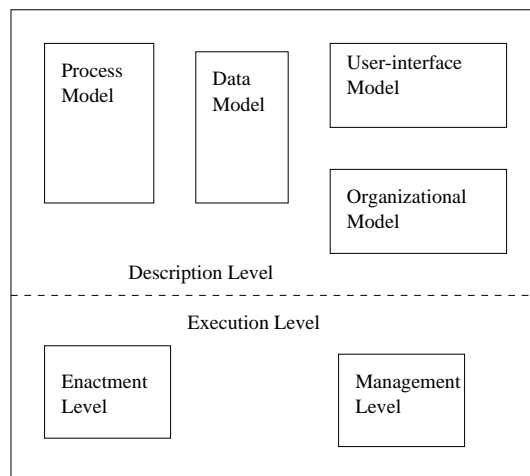 Process
Model
Data
Model
User-interface
Model
Organizational
Model
Description Level
Execution Level
Enactment
Level
Management
Level